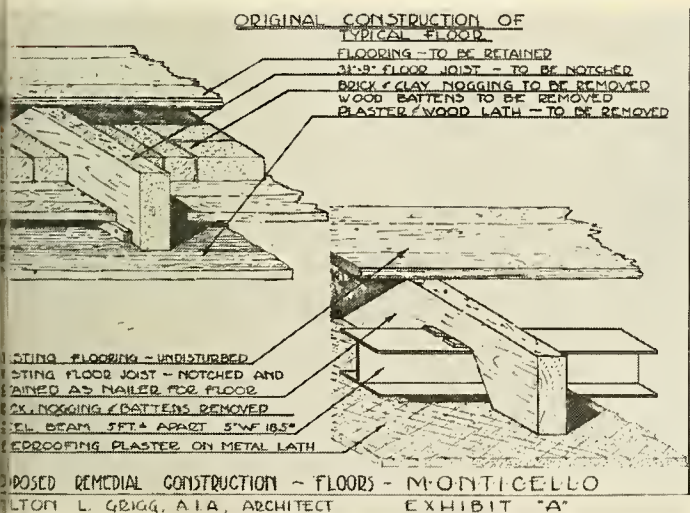 ORIGINAL CONSTRUCTION OF
TYPICAL FLOOR
FLOORING - TO BE RETAINED
3½"×9" FLOOR JOIST - TO BE NOTCHED
BRICK & CLAY NOGGING TO BE REMOVED
WOOD BATTENS TO BE REMOVED
PLASTER & WOOD LATH - TO BE REMOVED
STING FLOORING - UNDISTURBED
STING FLOOR JOIST - NOTCHED AND
AINED AS NAILER FOR FLOOR
CK, NOGGING & BATTENS REMOVED
EL BEAM 5FT.± APART 5"WF 18.5#
EPROOFING PLASTER ON METAL LATH
POSED REMEDIAL CONSTRUCTION - FLOORS - MONTICELLO
LTON L. GRIGG, A.I.A., ARCHITECT EXHIBIT "A"